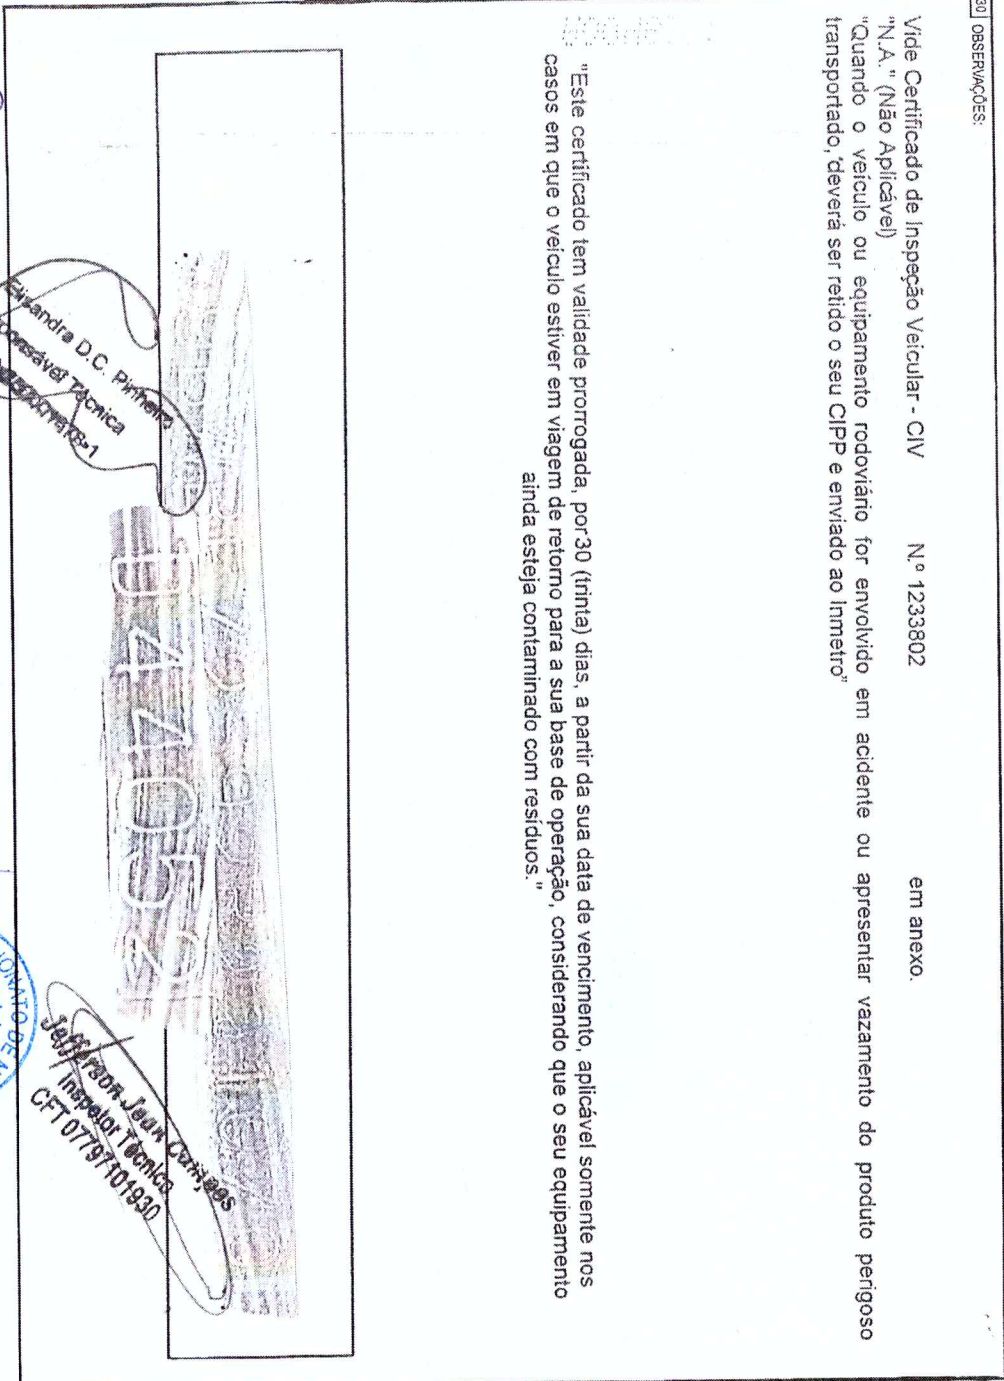 30 OBSERVAÇÕES:
Vide Certificado de Inspeção Veicular - CIV N.º 1233802 em anexo.
"N.A." (Não Aplicável)
"Quando o veículo ou equipamento rodoviário for envolvido em acidente ou apresentar vazamento do produto perigoso
transportado, deverá ser retido o seu CIPP e enviado ao Inmetro"
"Este certificado tem validade prorrogada, por30 (trinta) dias, a partir da sua data de vencimento, aplicável somente nos
casos em que o veículo estiver em viagem de retorno para a sua base de operação, considerando que o seu equipamento
ainda esteja contaminado com resíduos."
D.C. Pinheiro
Técnica
Jefferson Jean
Inspetor Técnico
CFT 07797101930